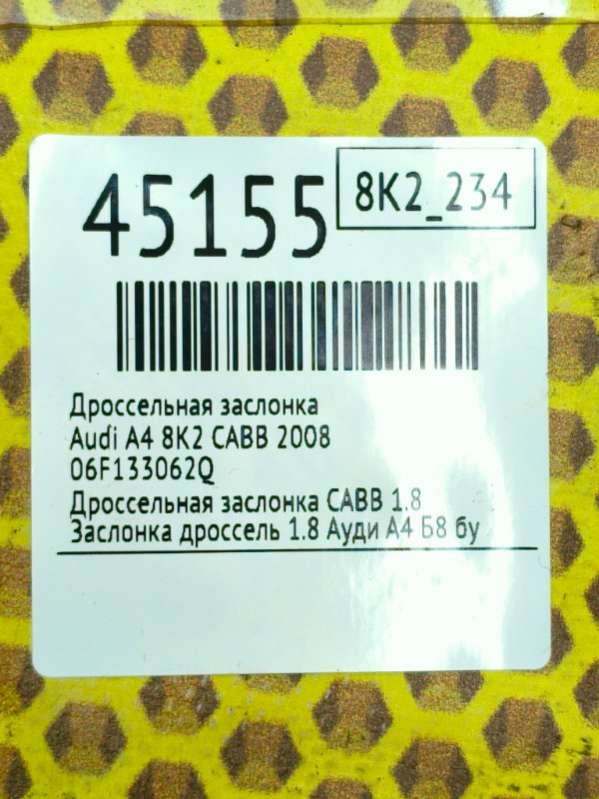 45155
8K2_234
Дроссельная заслонка
Audi A4 8K2 CABB 2008
06F133062Q
Дроссельная заслонка CABB 1.8
Заслонка дроссель 1.8 Ауди А4 Б8 бу